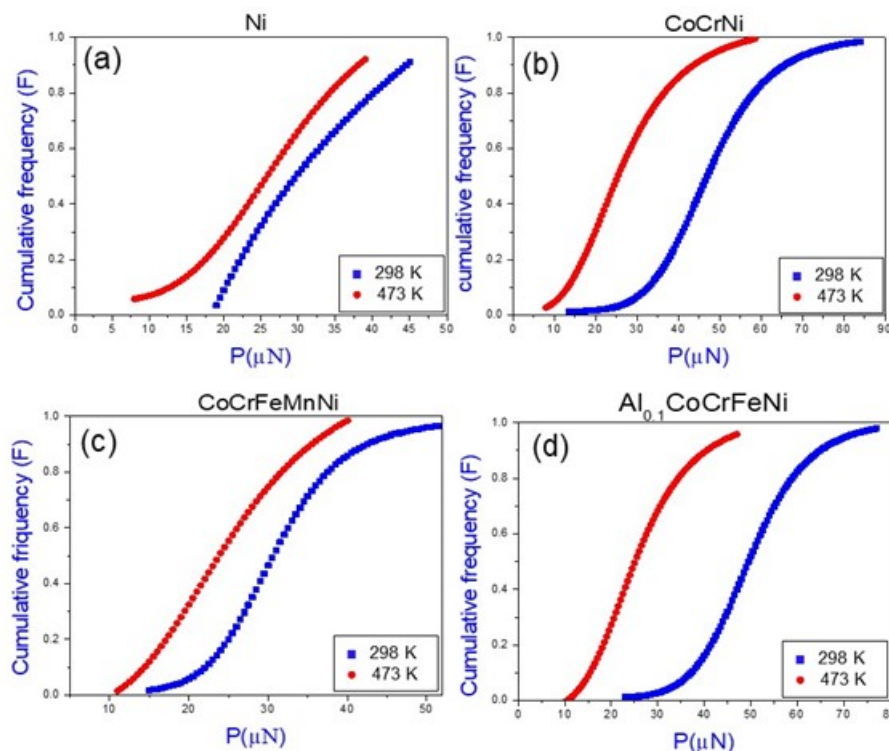 Ni
(a)
Cumulative frequency (F)
1.0
0.8
0.6
0.4
0.2
0.0
298 K
473 K
0 5 10 15 20 25 30 35 40 45 50
P(μN)
CoCrNi
(b)
cumulative frequency (F)
1.0
0.8
0.6
0.4
0.2
0.0
298 K
473 K
0 10 20 30 40 50 60 70 80 90
P(μN)
CoCrFeMnNi
(c)
Cumulative friquency (F)
1.0
0.8
0.6
0.4
0.2
0.0
298 K
473 K
10 20 30 40 50
P(μN)
Al0.1CoCrFeNi
(d)
Cumulative frequency (F)
1.0
0.8
0.6
0.4
0.2
0.0
298 K
473 K
0 10 20 30 40 50 60 70
P(μN)